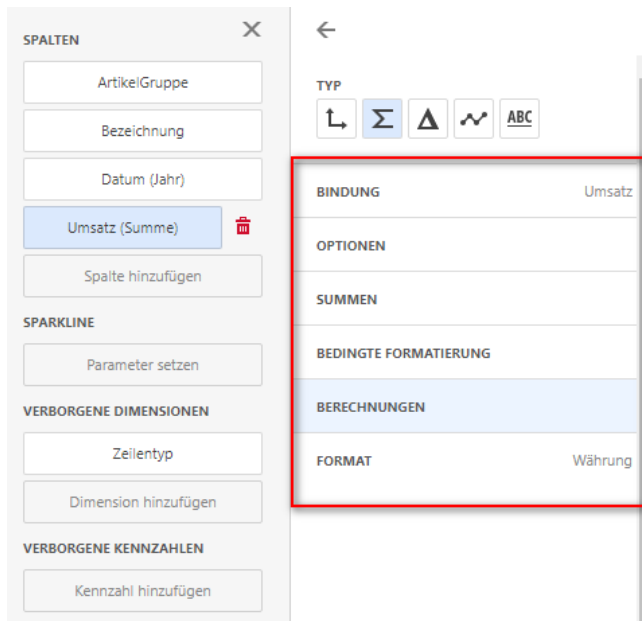 SPALTEN
ArtikelGruppe
Bezeichnung
Datum (Jahr)
Umsatz (Summe)
Spalte hinzufügen
SPARKLINE
Parameter setzen
VERBORGENE DIMENSIONEN
Zeilentyp
Dimension hinzufügen
VERBORGENE KENNZAHLEN
Kennzahl hinzufügen
TYP
Σ Δ ABC
BINDUNG Umsatz
OPTIONEN
SUMMEN
BEDINGTE FORMATIERUNG
BERECHNUNGEN
FORMAT Währung